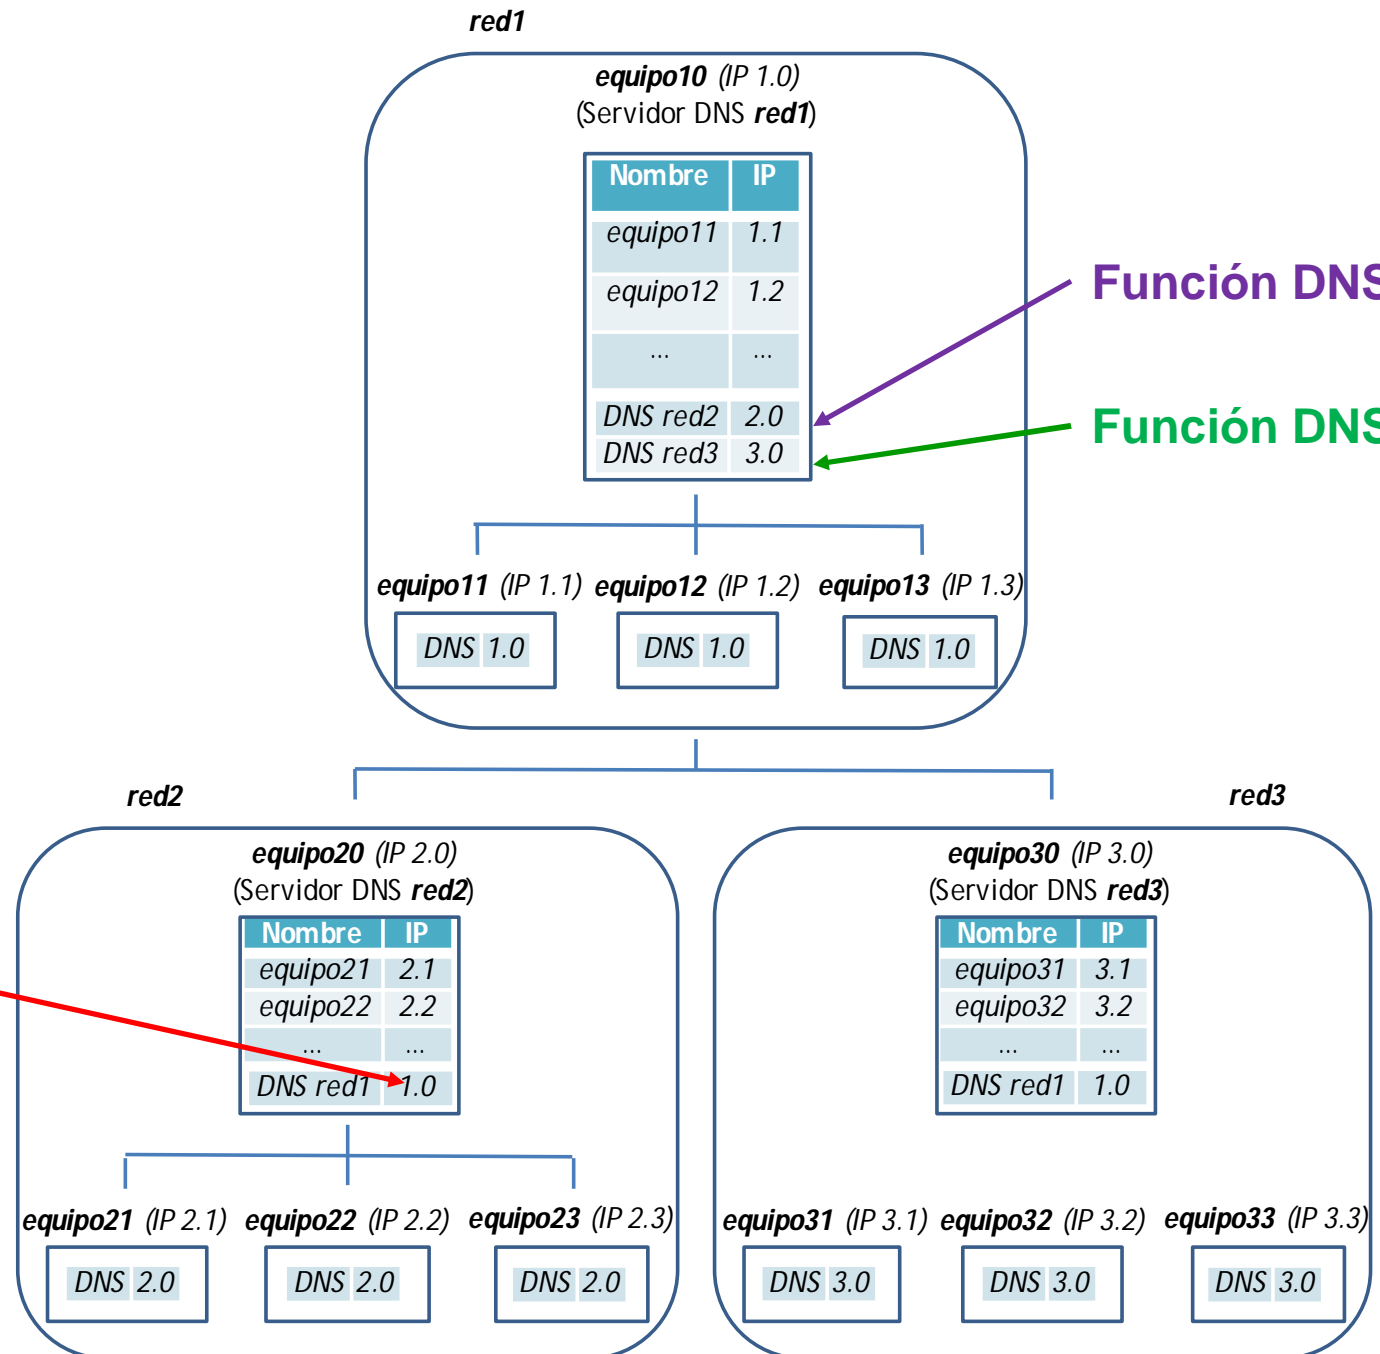 red1
equipo10 (IP 1.0)
(Servidor DNS red1)
Nombre IP
equipo11 1.1
equipo12 1.2
... ...
DNS red2 2.0
DNS red3 3.0
Función DNS
Función DNS
equipo11 (IP 1.1) equipo12 (IP 1.2) equipo13 (IP 1.3)
DNS 1.0 DNS 1.0 DNS 1.0
red2
red3
equipo20 (IP 2.0)
(Servidor DNS red2)
Nombre IP
equipo21 2.1
equipo22 2.2
... ...
DNS red1 1.0
equipo21 (IP 2.1) equipo22 (IP 2.2) equipo23 (IP 2.3)
DNS 2.0 DNS 2.0 DNS 2.0
equipo30 (IP 3.0)
(Servidor DNS red3)
Nombre IP
equipo31 3.1
equipo32 3.2
... ...
DNS red1 1.0
equipo31 (IP 3.1) equipo32 (IP 3.2) equipo33 (IP 3.3)
DNS 3.0 DNS 3.0 DNS 3.0